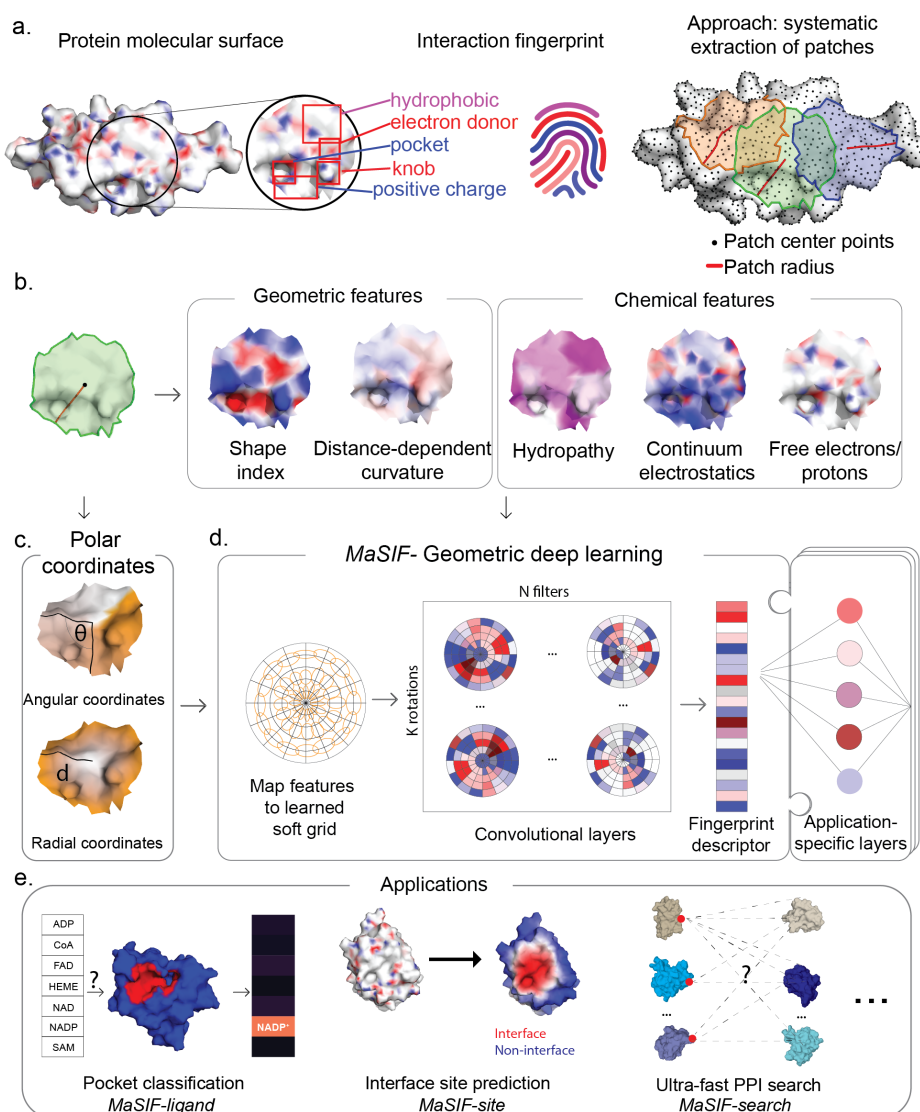 a.
Protein molecular surface
Interaction fingerprint
Approach: systematic
extraction of patches
hydrophobic
electron donor
pocket
knob
positive charge
• Patch center points
Patch radius
b.
Geometric features
Chemical features
Shape
index
Distance-dependent
curvature
Hydropathy
Continuum
electrostatics
Free electrons/
protons
c.
Polar
coordinates
θ
Angular coordinates
d
Radial coordinates
d.
MaSIF- Geometric deep learning
Map features
to learned
soft grid
N filters
K rotations
...
...
...
...
Convolutional layers
Fingerprint
descriptor
Application-
specific layers
e.
Applications
ADP
CoA
FAD
HEME
NAD
NADP
SAM
?
NADP+
Pocket classification
MaSIF-ligand
Interface
Non-interface
Interface site prediction
MaSIF-site
?
...
...
...
Ultra-fast PPI search
MaSIF-search